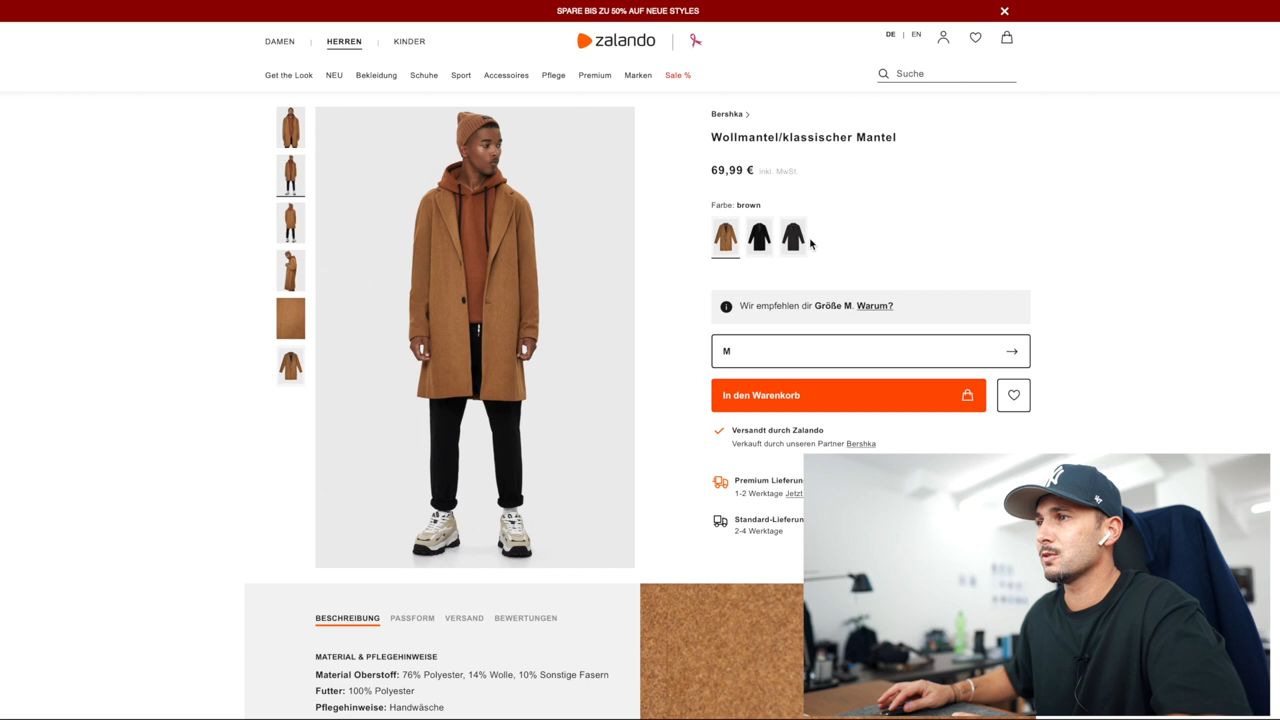 SPARE BIS ZU 50% AUF NEUE STYLES
DAMEN | HERREN | KINDER
zalando
DE | EN
Get the Look NEU Bekleidung Schuhe Sport Accessoires Pflege Premium Marken Sale %
Suche
Bershka
Wollmantel/klassischer Mantel
69,99 € inkl. MwSt.
Farbe: brown
Wir empfehlen dir Größe M. Warum?
M
In den Warenkorb
Versandt durch Zalando
Verkauft durch unseren Partner Bershka
Premium Lieferun
1-2 Werktage Jetzt
Standard-Lieferun
2-4 Werktage
BESCHREIBUNG PASSFORM VERSAND BEWERTUNGEN
MATERIAL & PFLEGEHINWEISE
Material Oberstoff: 76% Polyester, 14% Wolle, 10% Sonstige Fasern
Futter: 100% Polyester
Pflegehinweise: Handwäsche